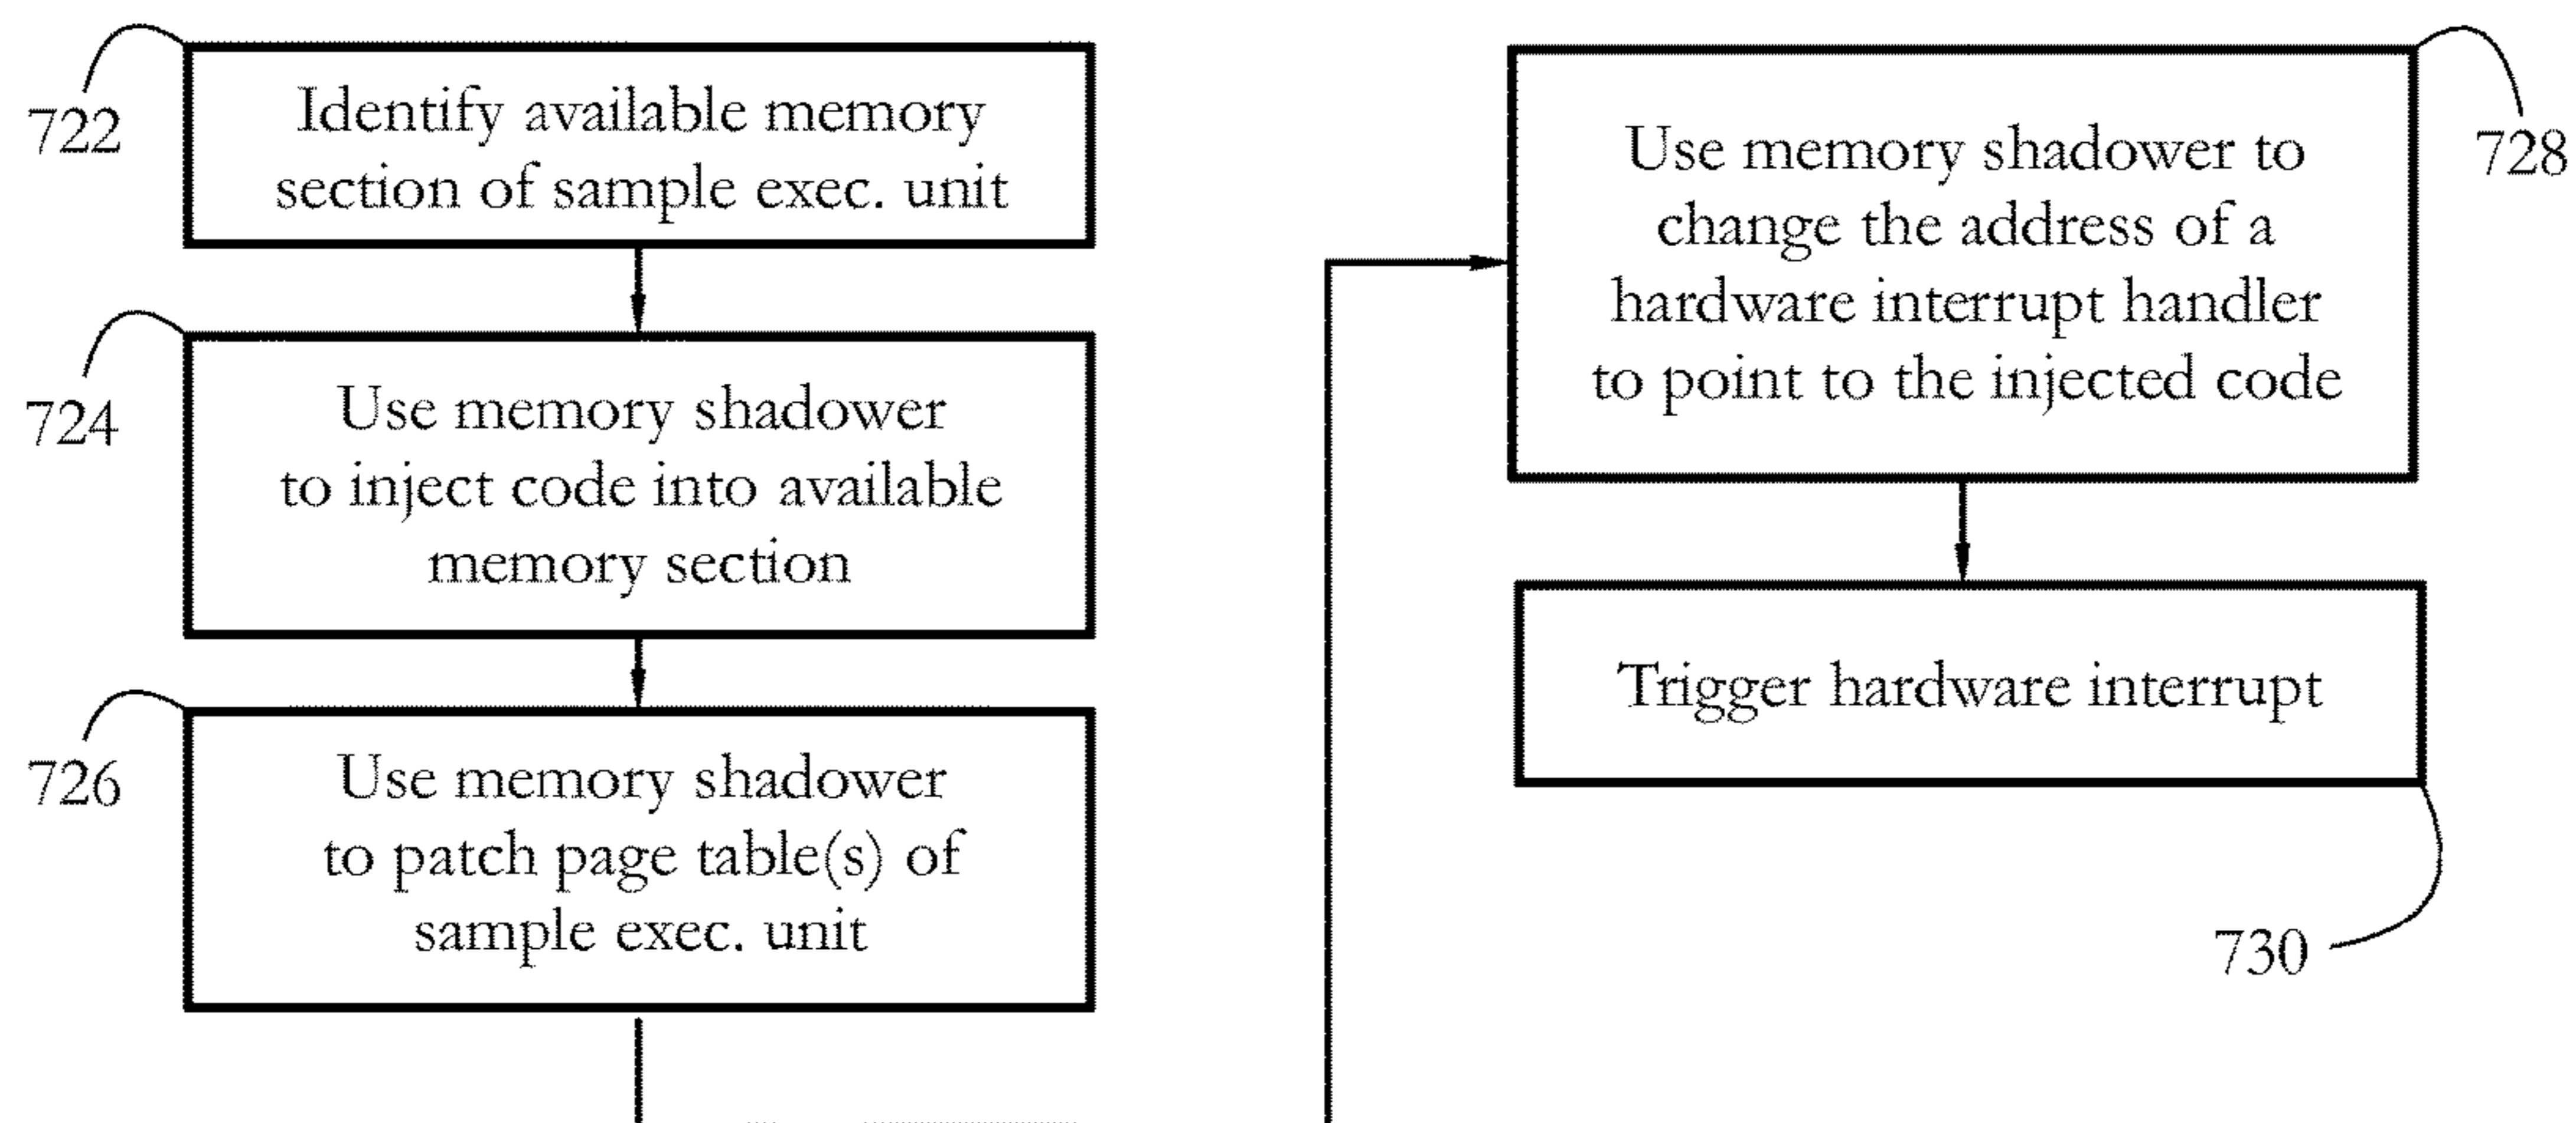 722
Identify available memory
section of sample exec. unit
724
Use memory shadower
to inject code into available
memory section
726
Use memory shadower
to patch page table(s) of
sample exec. unit
728
Use memory shadower to
change the address of a
hardware interrupt handler
to point to the injected code
Trigger hardware interrupt
730